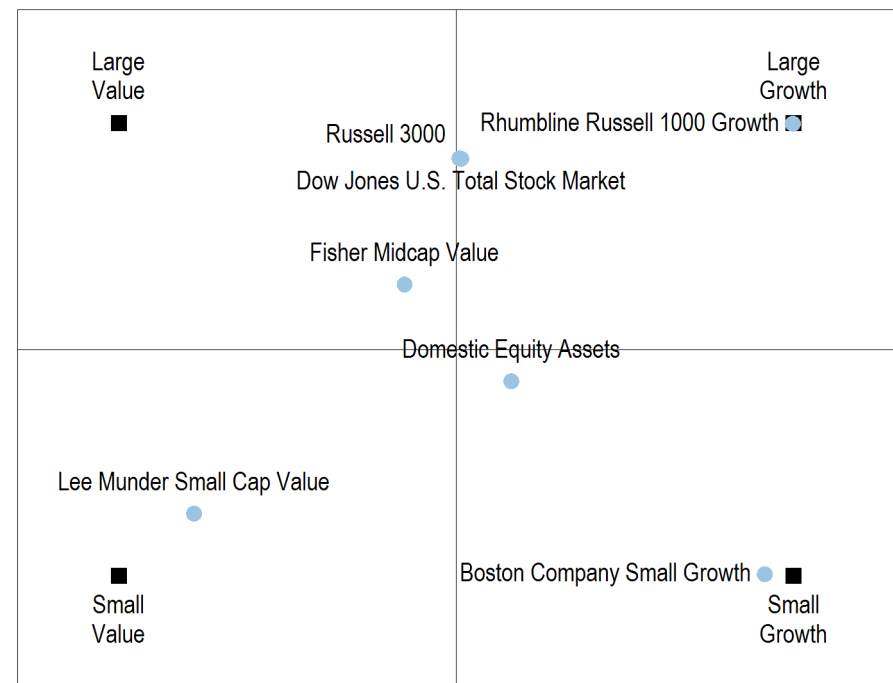 Large
Value
Large
Growth
Russell 3000
Rhumbline Russell 1000 Growth
Dow Jones U.S. Total Stock Market
Fisher Midcap Value
Domestic Equity Assets
Lee Munder Small Cap Value
Boston Company Small Growth
Small
Value
Small
Growth